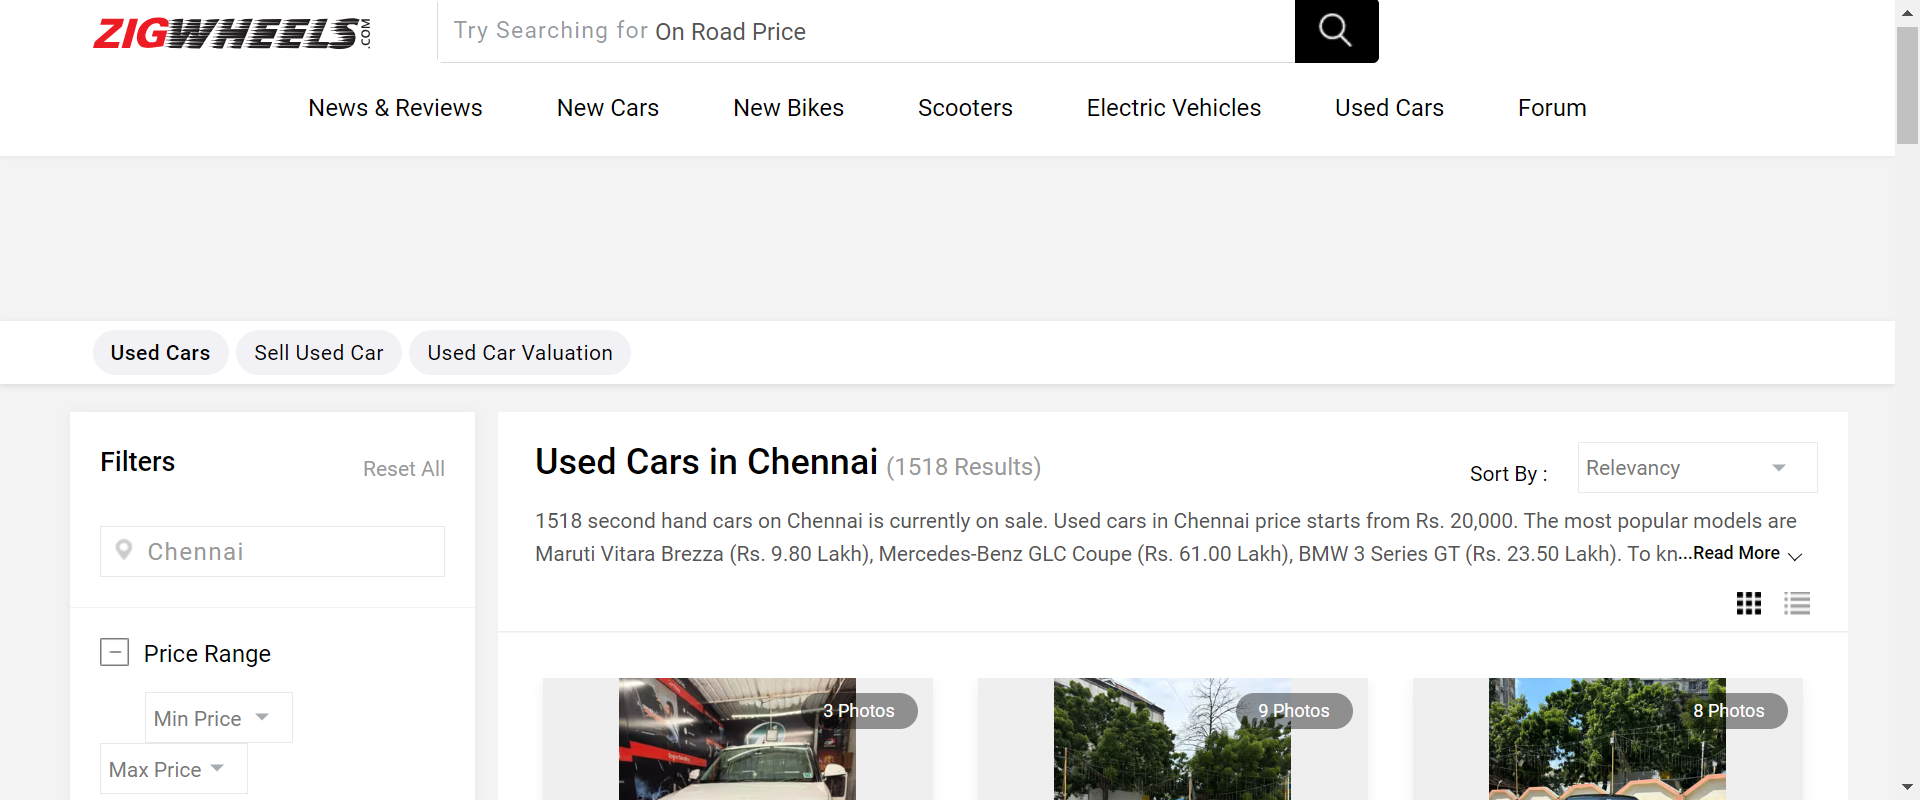 ZIGWHEELS.COM
Try Searching for On Road Price
News & Reviews New Cars New Bikes Scooters Electric Vehicles Used Cars Forum
Used Cars Sell Used Car Used Car Valuation
Filters
Reset All
Chennai
Price Range
Min Price
Max Price
Used Cars in Chennai (1518 Results)
Sort By : Relevancy
1518 second hand cars on Chennai is currently on sale. Used cars in Chennai price starts from Rs. 20,000. The most popular models are
Maruti Vitara Brezza (Rs. 9.80 Lakh), Mercedes-Benz GLC Coupe (Rs. 61.00 Lakh), BMW 3 Series GT (Rs. 23.50 Lakh). To kn...Read More
3 Photos
9 Photos
8 Photos